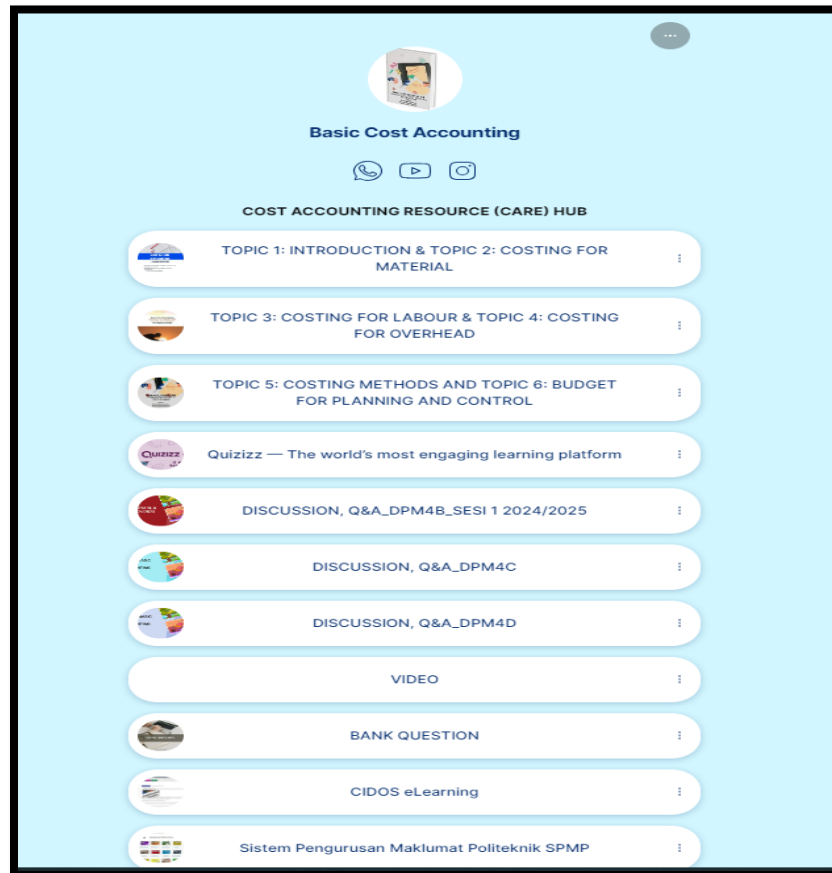 Basic Cost Accounting
COST ACCOUNTING RESOURCE (CARE) HUB
TOPIC 1: INTRODUCTION & TOPIC 2: COSTING FOR
MATERIAL
TOPIC 3: COSTING FOR LABOUR & TOPIC 4: COSTING
FOR OVERHEAD
TOPIC 5: COSTING METHODS AND TOPIC 6: BUDGET
FOR PLANNING AND CONTROL
QUIZIZZ
Quizizz — The world's most engaging learning platform
DISCUSSION, Q&A_DPM4B_SESI 1 2024/2025
DISCUSSION, Q&A_DPM4C
DISCUSSION, Q&A_DPM4D
VIDEO
BANK QUESTION
CIDOS eLearning
Sistem Pengurusan Maklumat Politeknik SPMP